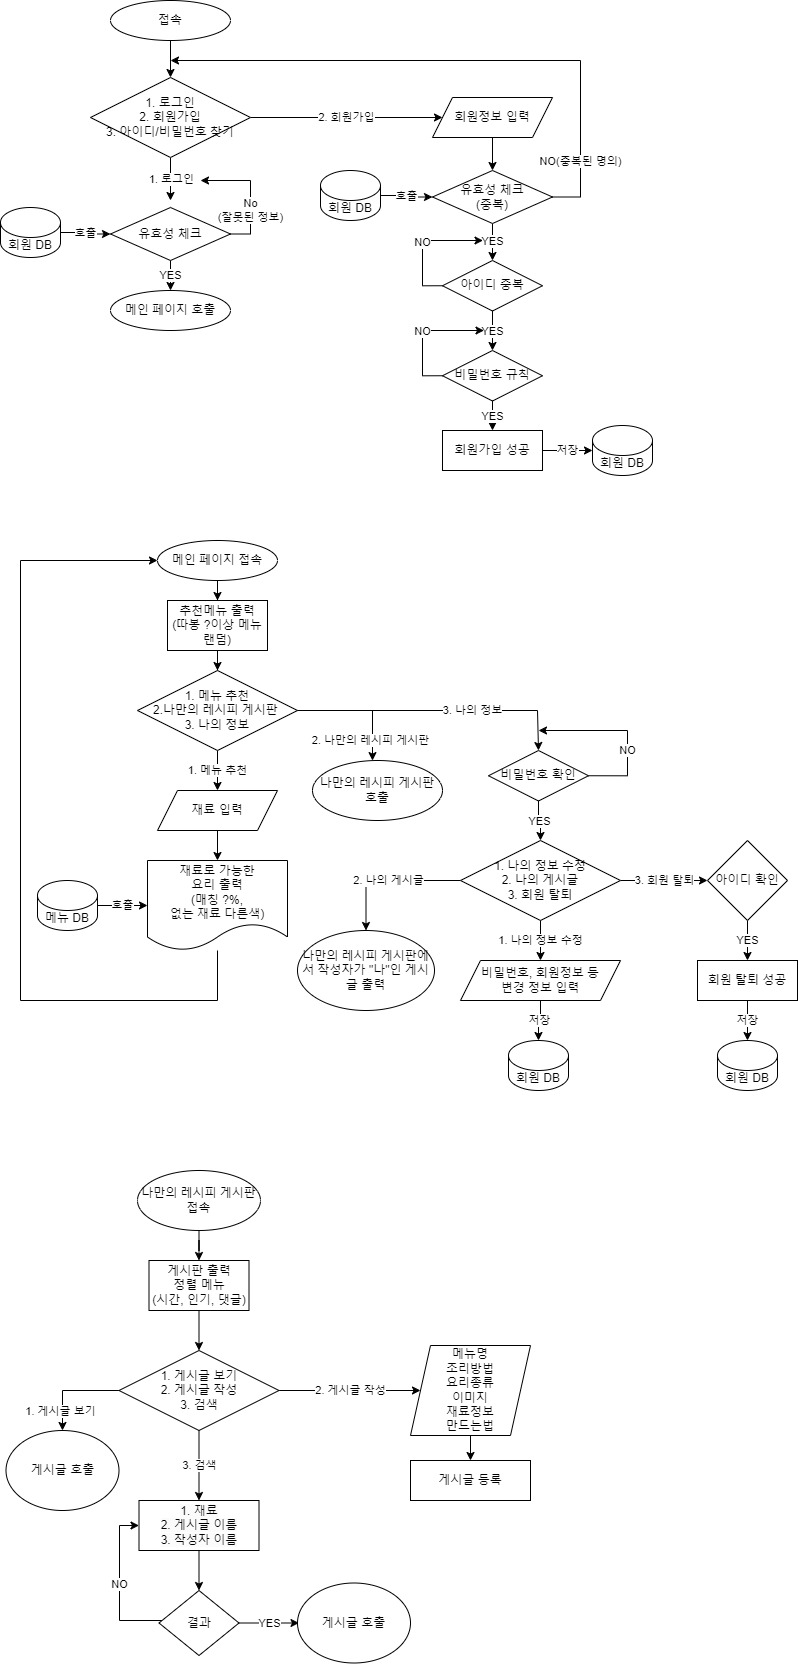 접속
1. 로그인
2. 회원가입
3. 아이디/비밀번호 찾기
2. 회원가입
회원정보 입력
NO(중복된 명의)
1. 로그인
No
(잘못된 정보)
회원 DB
호출
유효성 체크
YES
메인 페이지 호출
회원 DB
호출
유효성 체크
(중복)
NO
YES
아이디 중복
NO
YES
비밀번호 규칙
YES
회원가입 성공
저장
회원 DB
메인 페이지 접속
추천메뉴 출력
(따봉 ?이상 메뉴
랜덤)
1. 메뉴 추천
2.나만의 레시피 게시판
3. 나의 정보
3. 나의 정보
2. 나만의 레시피 게시판
나만의 레시피 게시판
호출
NO
비밀번호 확인
YES
1. 메뉴 추천
재료 입력
재료로 가능한
요리 출력
(매칭 ?%,
없는 재료 다른색)
메뉴 DB
호출
1. 나의 정보 수정
2. 나의 게시글
3. 회원 탈퇴
2. 나의 게시글
나만의 레시피 게시판에
서 작성자가 "나"인 게시
글 출력
3. 회원 탈퇴
아이디 확인
1. 나의 정보 수정
비밀번호, 회원정보 등
변경 정보 입력
저장
회원 DB
YES
회원 탈퇴 성공
저장
회원 DB
나만의 레시피 게시판
접속
게시판 출력
정렬 메뉴
(시간, 인기, 댓글)
1. 게시글 보기
2. 게시글 작성
3. 검색
1. 게시글 보기
게시글 호출
2. 게시글 작성
메뉴명
조리방법
요리종류
이미지
재료정보
만드는법
게시글 등록
3. 검색
1. 재료
2. 게시글 이름
3. 작성자 이름
NO
결과
YES
게시글 호출